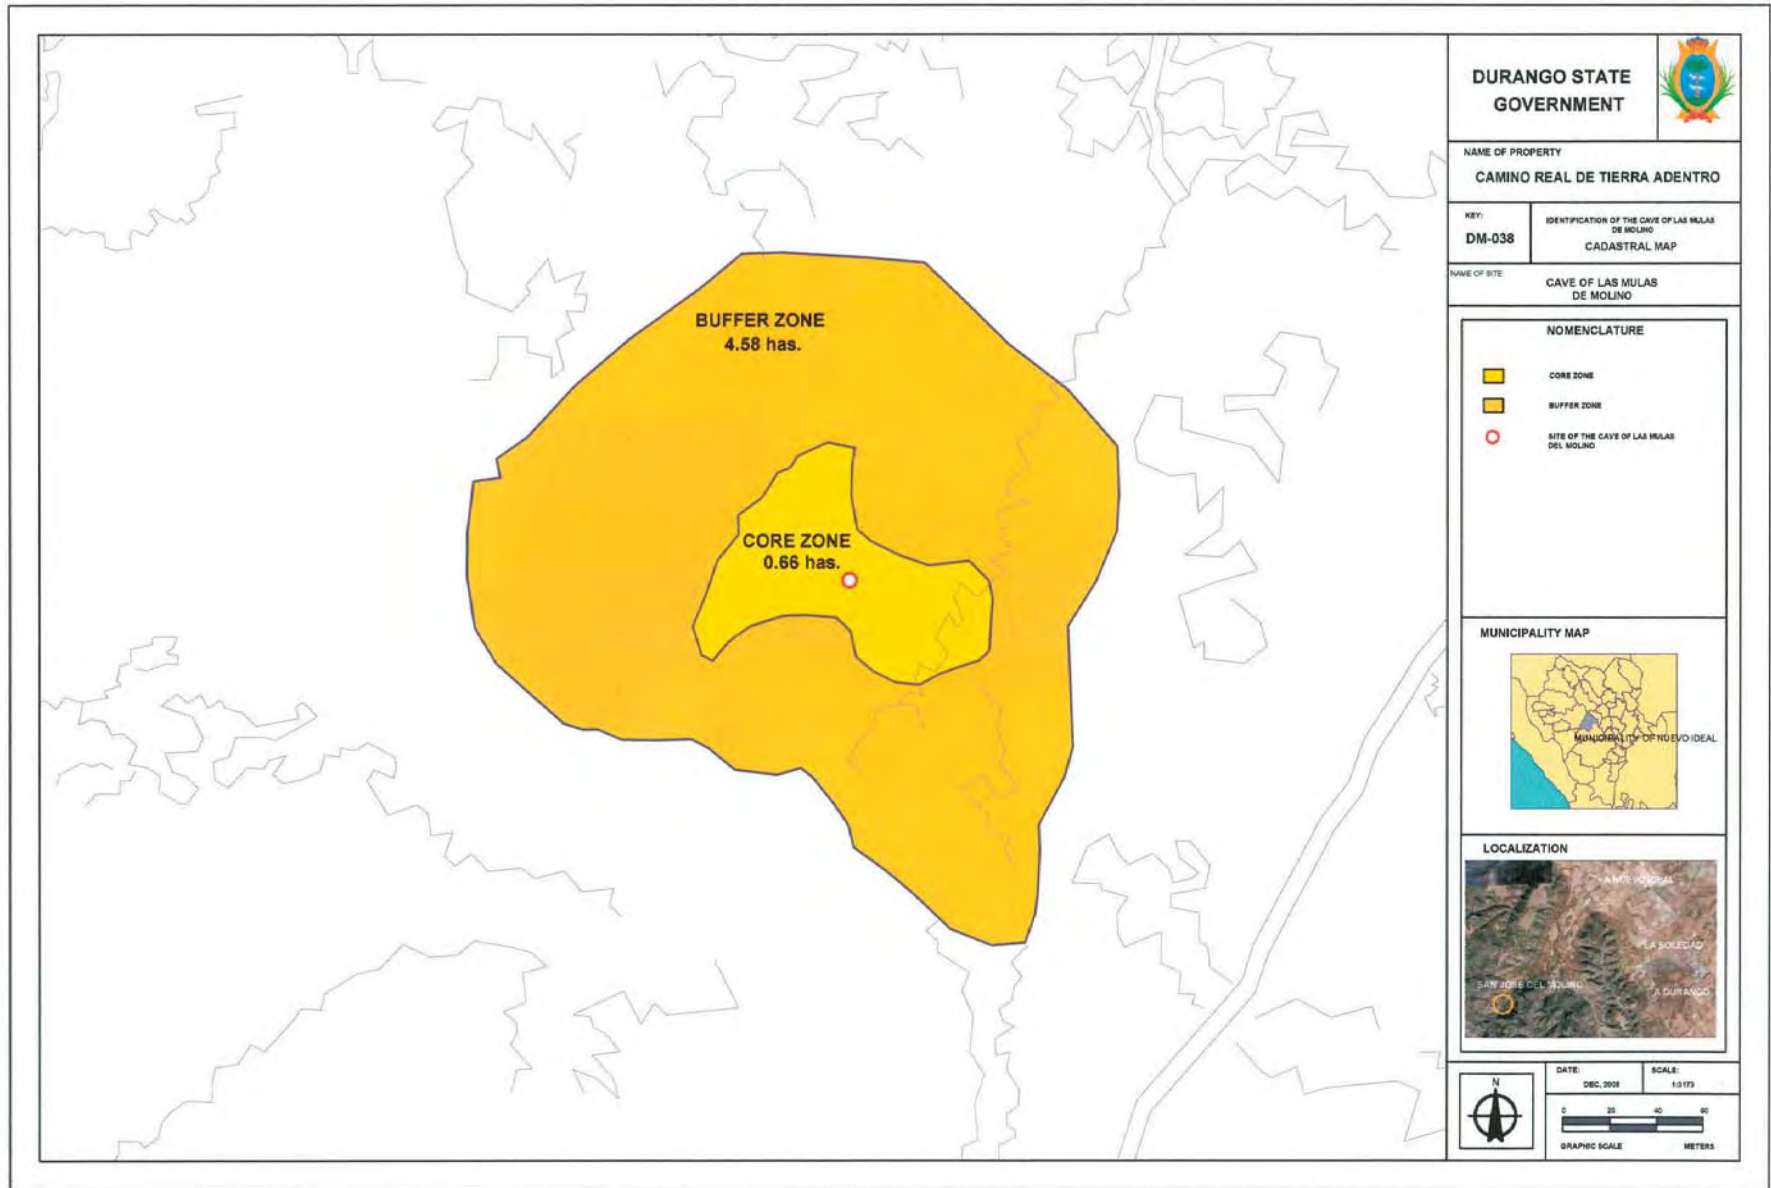 BUFFER ZONE
4.58 has.
CORE ZONE
0.66 has.
DURANGO STATE
GOVERNMENT
NAME OF PROPERTY
CAMINO REAL DE TIERRA ADENTRO
KEY:
DM-038
IDENTIFICATION OF THE CAVE OF LAS MULAS
DE MOLINO
CADASTRAL MAP
NAME OF SITE
CAVE OF LAS MULAS
DE MOLINO
NOMENCLATURE
CORE ZONE
BUFFER ZONE
SITE OF THE CAVE OF LAS MULAS
DEL MOLINO
MUNICIPALITY MAP
MUNICIPALITY OF NUEVO IDEAL
LOCALIZATION
A NUEVO IDEAL
LA SOLEDAD
SAN JOSE DEL MOLINO
A DURANGO
N
DATE:
DEC, 2008
SCALE:
1:3173
0 20 40 60
GRAPHIC SCALE METERS